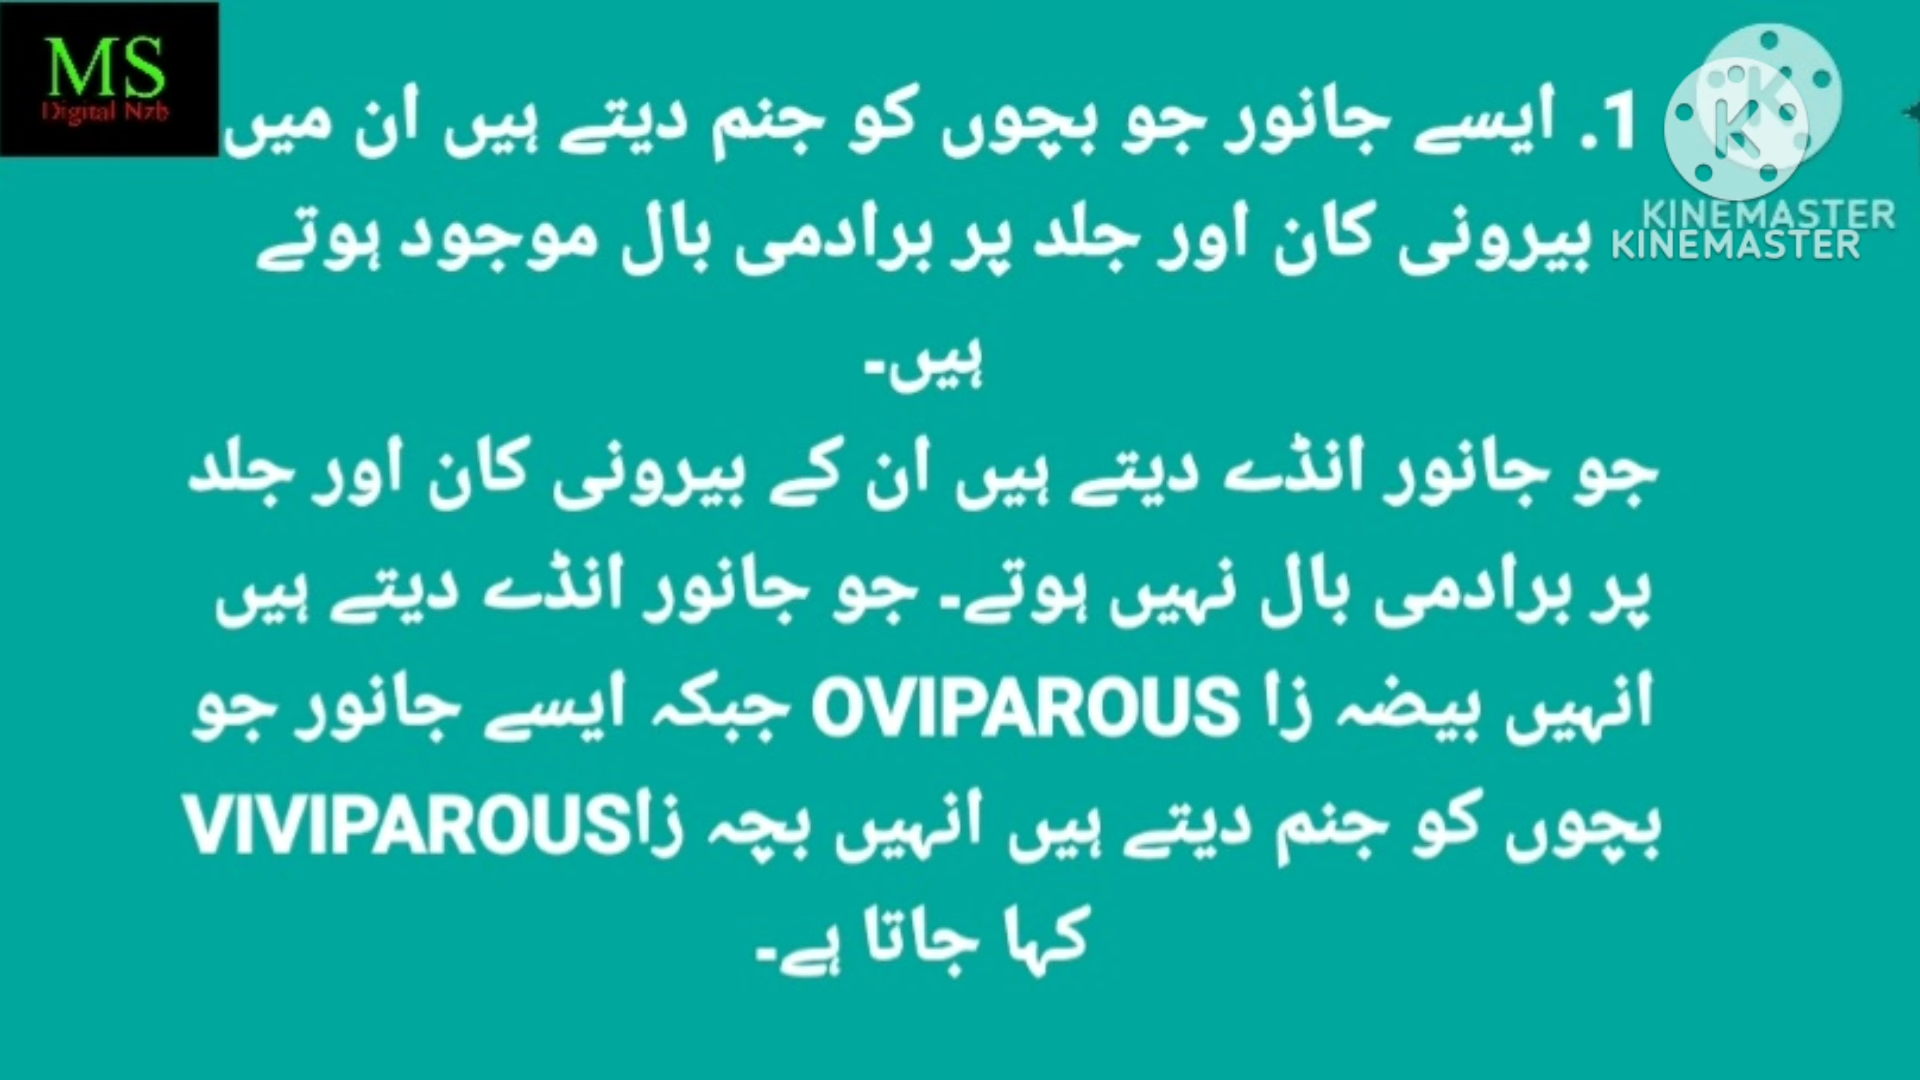 MS
Digital Nzb
KINEMASTER
KINEMASTER
1. ایسے جانور جو بچوں کو جنم دیتے ہیں ان میں
بیرونی کان اور جلد پر برادمی بال موجود ہوتے
ہیں۔
جو جانور انڈے دیتے ہیں ان کے بیرونی کان اور جلد
پر برادمی بال نہیں ہوتے۔ جو جانور انڈے دیتے ہیں
انہیں بیضہ زا OVIPAROUS جبکہ ایسے جانور جو
بچوں کو جنم دیتے ہیں انہیں بچہ زاVIVIPAROUS
کہا جاتا ہے۔